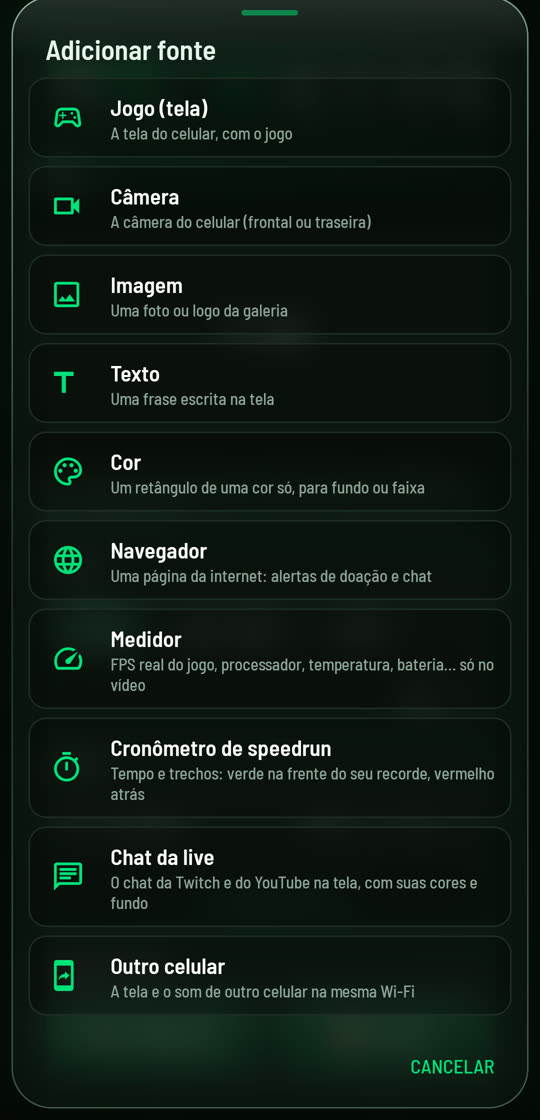 Adicionar fonte
Jogo (tela)
A tela do celular, com o jogo
Câmera
A câmera do celular (frontal ou traseira)
Imagem
Uma foto ou logo da galeria
Texto
Uma frase escrita na tela
Cor
Um retângulo de uma cor só, para fundo ou faixa
Navegador
Uma página da internet: alertas de doação e chat
Medidor
FPS real do jogo, processador, temperatura, bateria... só no
vídeo
Cronômetro de speedrun
Tempo e trechos: verde na frente do seu recorde, vermelho
atrás
Chat da live
O chat da Twitch e do YouTube na tela, com suas cores e
fundo
Outro celular
A tela e o som de outro celular na mesma Wi-Fi
CANCELAR